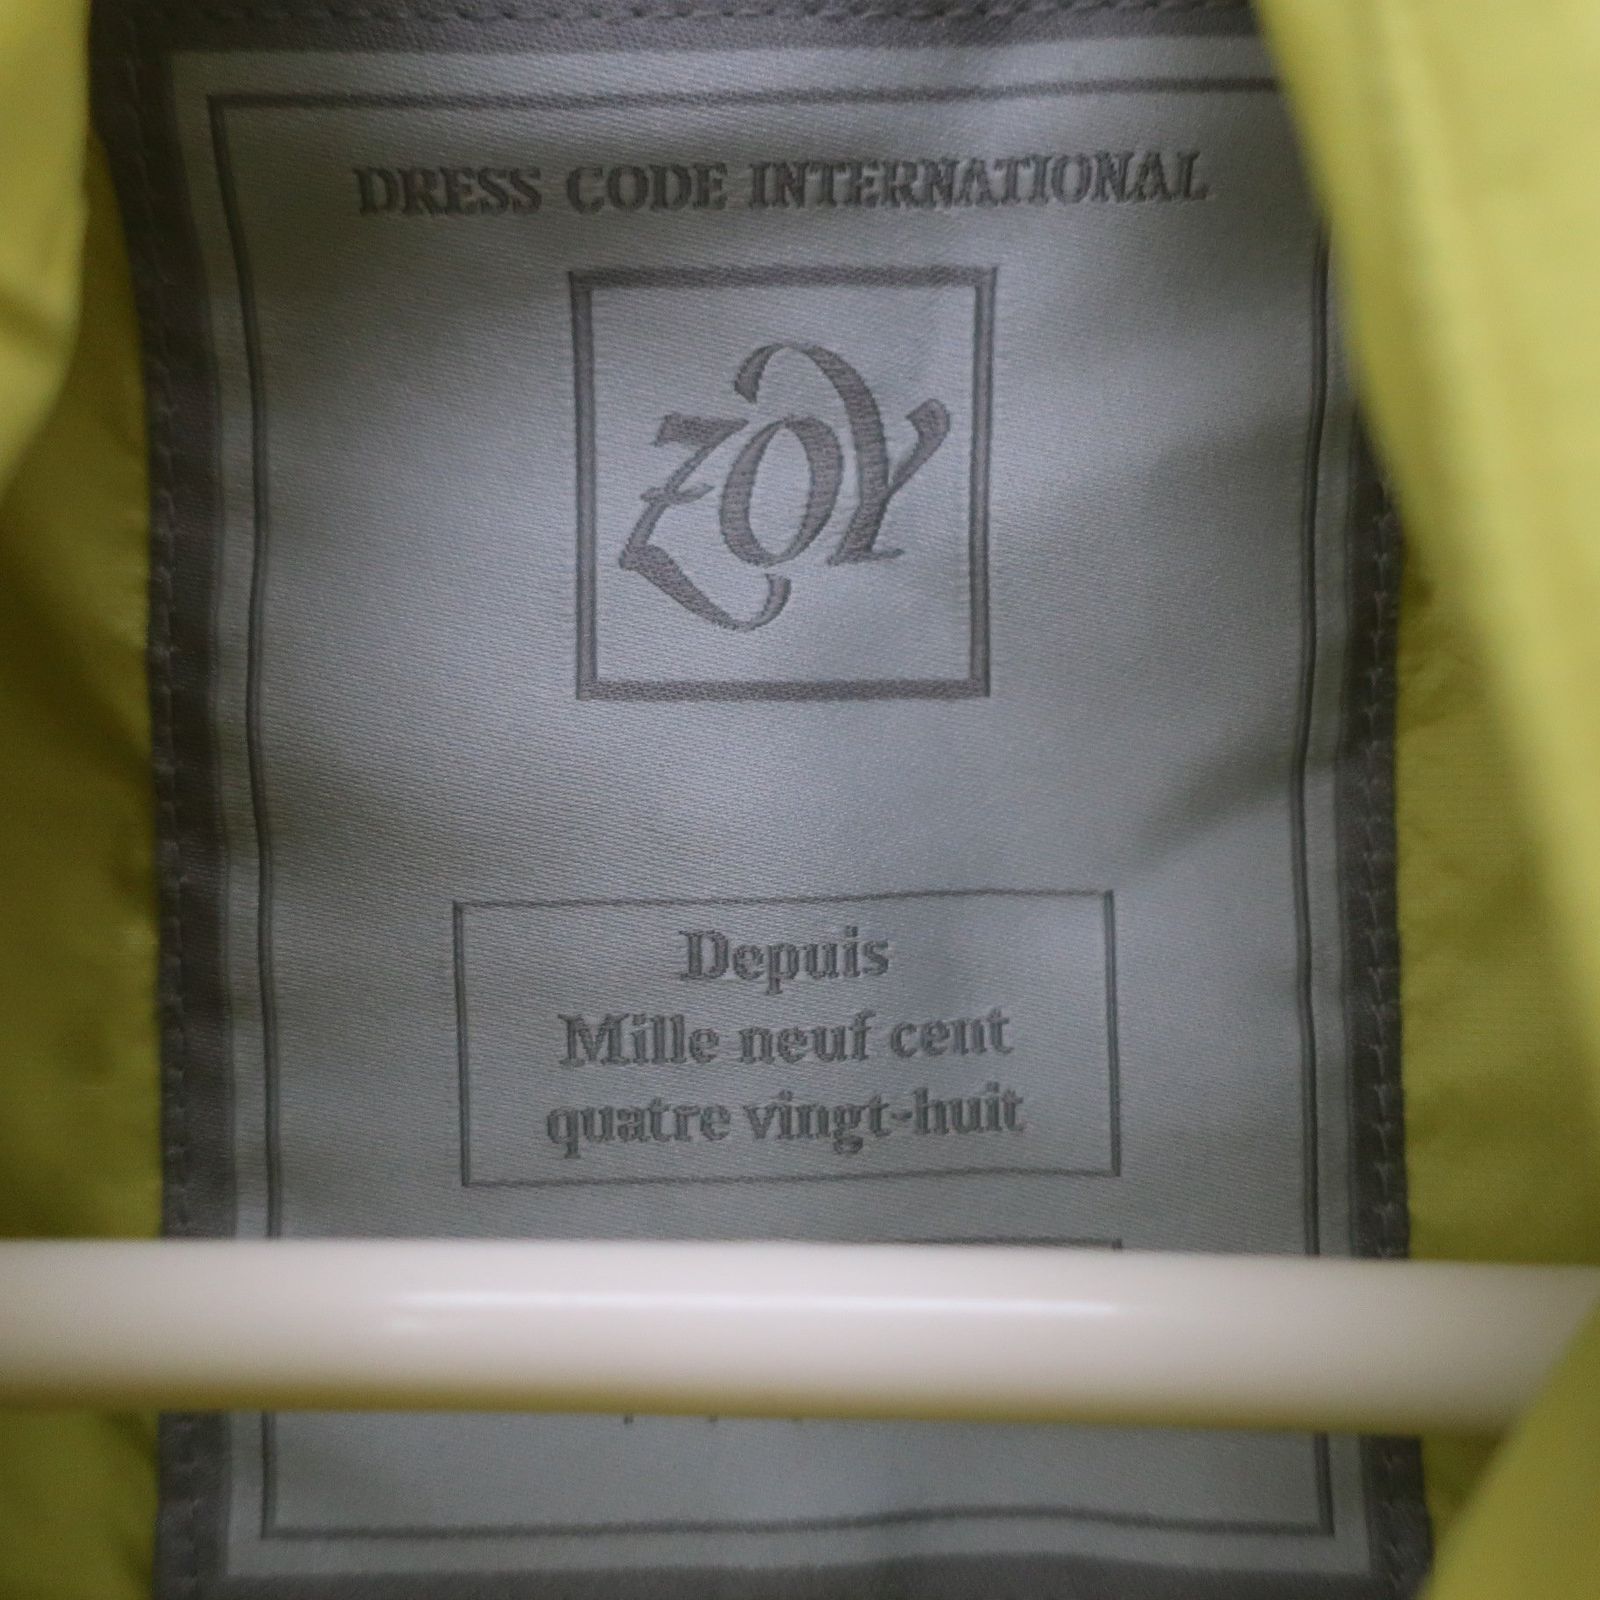 DRESS CODE INTERNATIONAL
ZOY
Depuis
Mille neuf cent
quatre vingt-huit